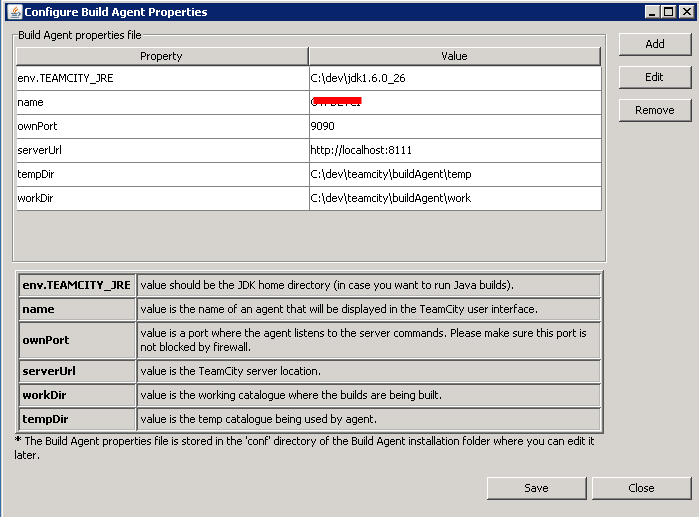 Configure Build Agent Properties
Build Agent properties file
Property Value
env.TEAMCITY_JRE C:\dev\jdk1.6.0_26
name
ownPort 9090
serverUrl http://localhost:8111
tempDir C:\dev\teamcity\buildAgent\temp
workDir C:\dev\teamcity\buildAgent\work
Add
Edit
Remove
env.TEAMCITY_JRE value should be the JDK home directory (in case you want to run Java builds).
name value is the name of an agent that will be displayed in the TeamCity user interface.
ownPort value is a port where the agent listens to the server commands. Please make sure this port is
not blocked by firewall.
serverUrl value is the TeamCity server location.
workDir value is the working catalogue where the builds are being built.
tempDir value is the temp catalogue being used by agent.
* The Build Agent properties file is stored in the 'conf' directory of the Build Agent installation folder where you can edit it
later.
Save Close